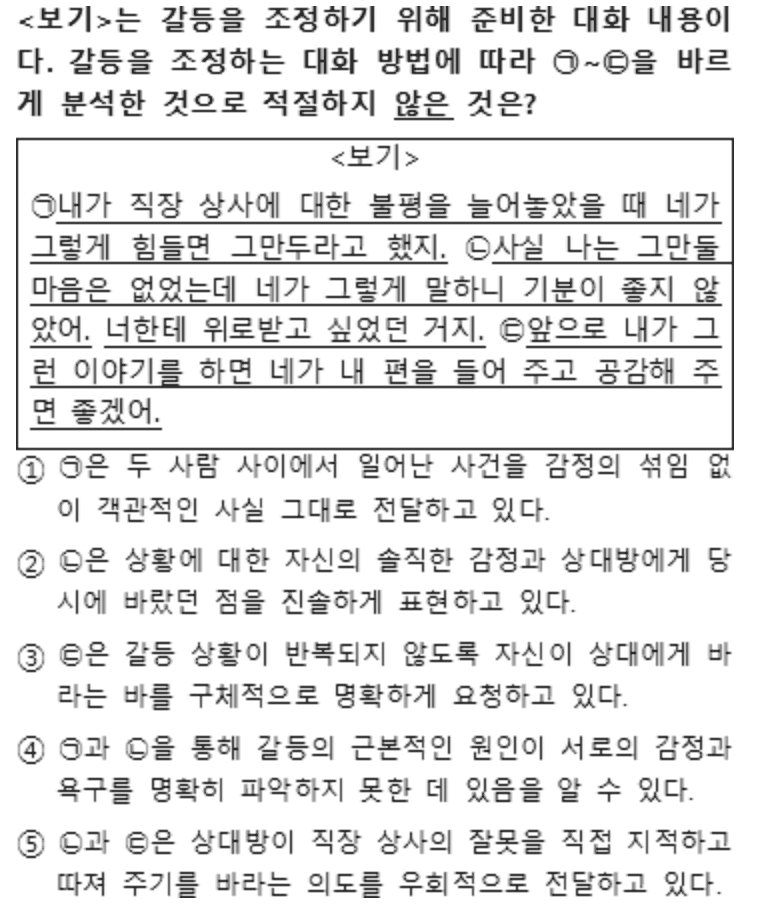 <보기>는 갈등을 조정하기 위해 준비한 대화 내용이
다. 갈등을 조정하는 대화 방법에 따라 ㉠~㉢을 바르
게 분석한 것으로 적절하지 않은 것은?
<보기>
㉠내가 직장 상사에 대한 불평을 늘어놓았을 때 네가
그렇게 힘들면 그만두라고 했지. ㉡사실 나는 그만둘
마음은 없었는데 네가 그렇게 말하니 기분이 좋지 않
았어. 너한테 위로받고 싶었던 거지. ㉢앞으로 내가 그
런 이야기를 하면 네가 내 편을 들어 주고 공감해 주
면 좋겠어.
① ㉠은 두 사람 사이에서 일어난 사건을 감정의 섞임 없
이 객관적인 사실 그대로 전달하고 있다.
② ㉡은 상황에 대한 자신의 솔직한 감정과 상대방에게 당
시에 바랐던 점을 진솔하게 표현하고 있다.
③ ㉢은 갈등 상황이 반복되지 않도록 자신이 상대에게 바
라는 바를 구체적으로 명확하게 요청하고 있다.
④ ㉠과 ㉡을 통해 갈등의 근본적인 원인이 서로의 감정과
욕구를 명확히 파악하지 못한 데 있음을 알 수 있다.
⑤ ㉡과 ㉢은 상대방이 직장 상사의 잘못을 직접 지적하고
따져 주기를 바라는 의도를 우회적으로 전달하고 있다.